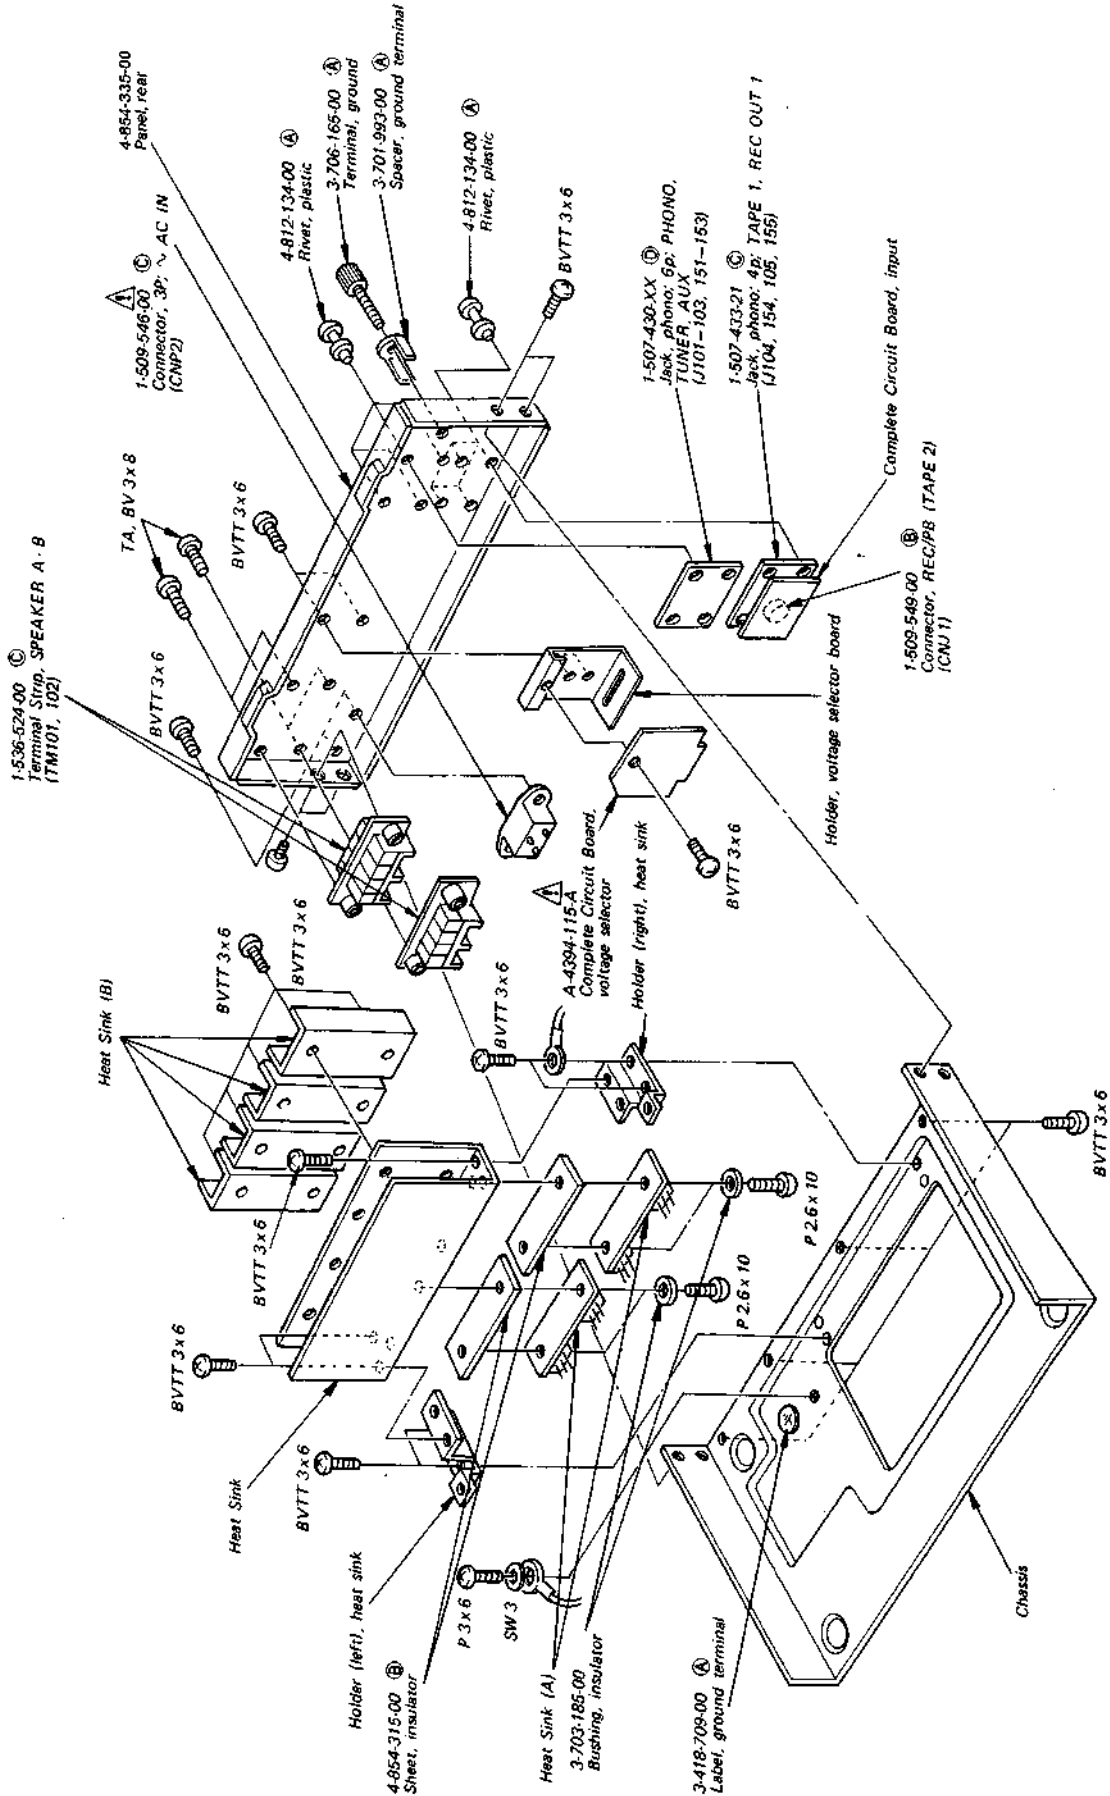 1-536-524-00 Ⓒ
Terminal Strip, SPEAKER A · B
(TM101, 102)
TA, BV 3 x 8
BVTT 3 x 6
BVTT 3 x 6
⚠
1-509-546-00 Ⓒ
Connector, 3P; ∿ AC IN
(CNP2)
4-854-335-00
Panel, rear
4-812-134-00 Ⓐ
Rivet, plastic
3-706-165-00 Ⓐ
Terminal, ground
3-701-993-00 Ⓐ
Spacer, ground terminal
4-812-134-00 Ⓐ
Rivet, plastic
BVTT 3 x 6
1-507-430-XX Ⓓ
Jack, phono; 6p; PHONO,
TUNER, AUX
(J101–103, 151–153)
1-507-433-21 Ⓒ
Jack, phono; 4p; TAPE 1, REC OUT 1
(J104, 154, 105, 155)
Complete Circuit Board, input
1-509-549-00 Ⓑ
Connector, REC/PB (TAPE 2)
(CNJ 1)
Holder, voltage selector board
BVTT 3 x 6
⚠
A-4394-115-A
Complete Circuit Board,
voltage selector
Holder (right), heat sink
BVTT 3 x 6
Heat Sink (B)
BVTT 3 x 6
BVTT 3 x 6
BVTT 3 x 6
BVTT 3 x 6
Heat Sink
BVTT 3 x 6
Holder (left), heat sink
P 3 x 6
SW 3
4-854-315-00 Ⓑ
Sheet, insulator
Heat Sink (A)
3-703-185-00
Bushing, insulator
P 2.6 x 10
P 2.6 x 10
BVTT 3 x 6
3-418-709-00 Ⓐ
Label, ground terminal
Chassis